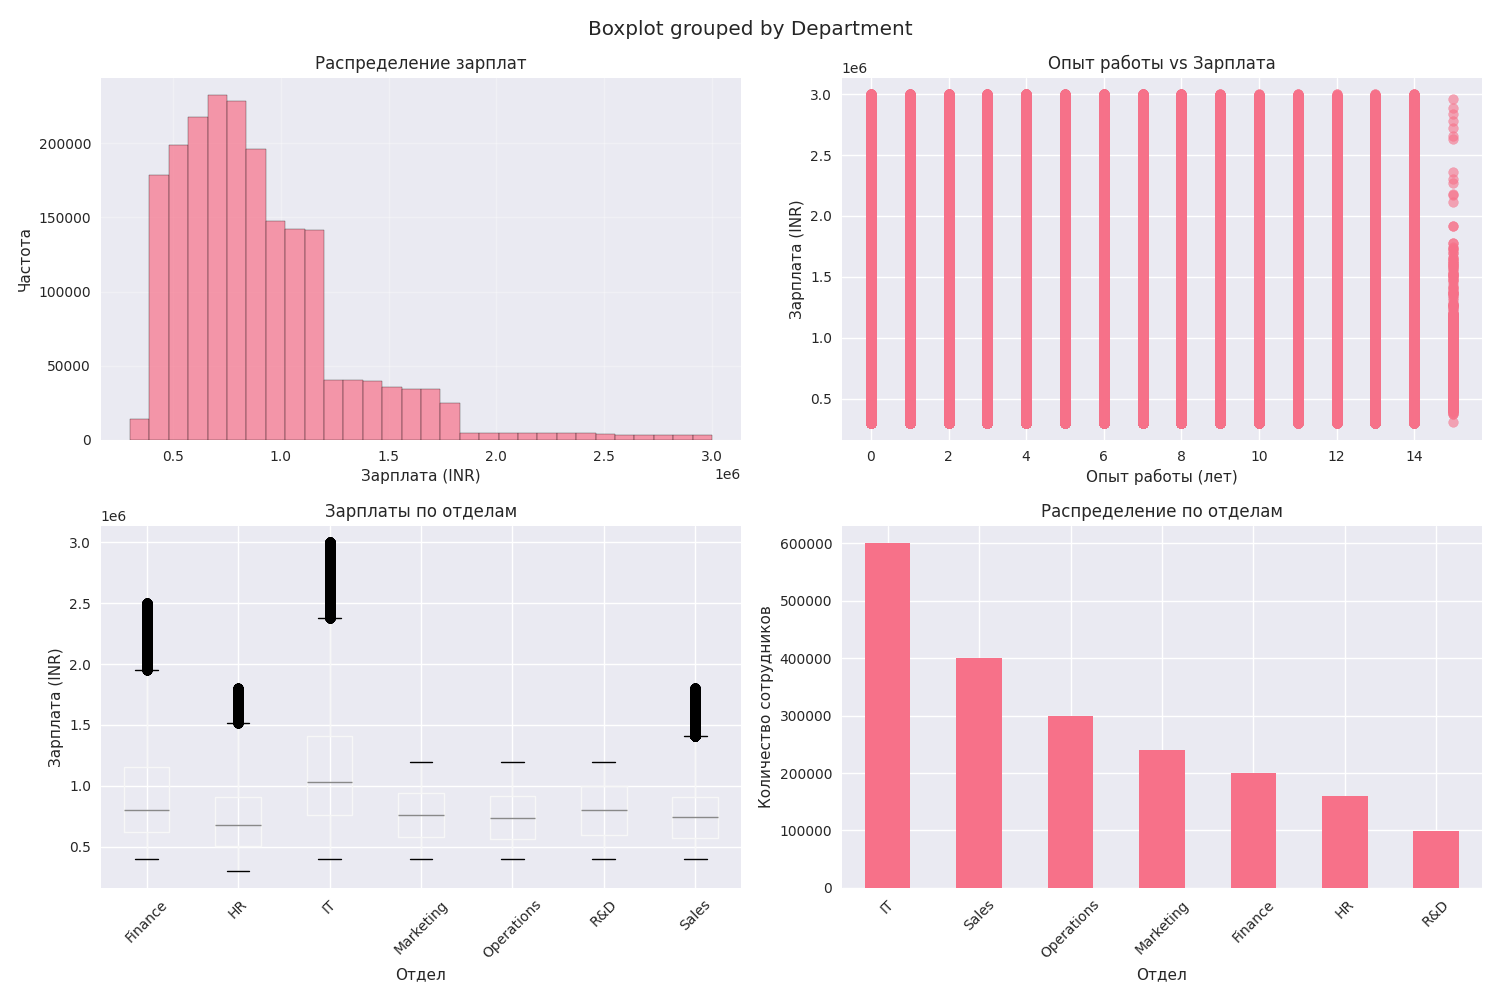 Boxplot grouped by Department
Распределение зарплат
Частота
200000
150000
100000
50000
0
0.5 1.0 1.5 2.0 2.5 3.0
1e6
Зарплата (INR)
Опыт работы vs Зарплата
1e6
Зарплата (INR)
3.0
2.5
2.0
1.5
1.0
0.5
0 2 4 6 8 10 12 14
Опыт работы (лет)
Зарплаты по отделам
1e6
Зарплата (INR)
3.0
2.5
2.0
1.5
1.0
0.5
Finance HR IT Marketing Operations R&D Sales
Отдел
Распределение по отделам
Количество сотрудников
600000
500000
400000
300000
200000
100000
0
IT Sales Operations Marketing Finance HR R&D
Отдел